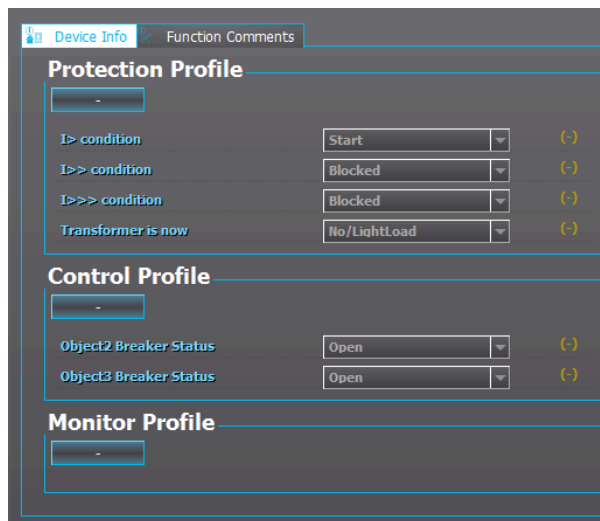 Device Info Function Comments
Protection Profile
-
I> condition Start (-)
I>> condition Blocked (-)
I>>> condition Blocked (-)
Transformer is now No/LightLoad (-)
Control Profile
-
Object2 Breaker Status Open (-)
Object3 Breaker Status Open (-)
Monitor Profile
-